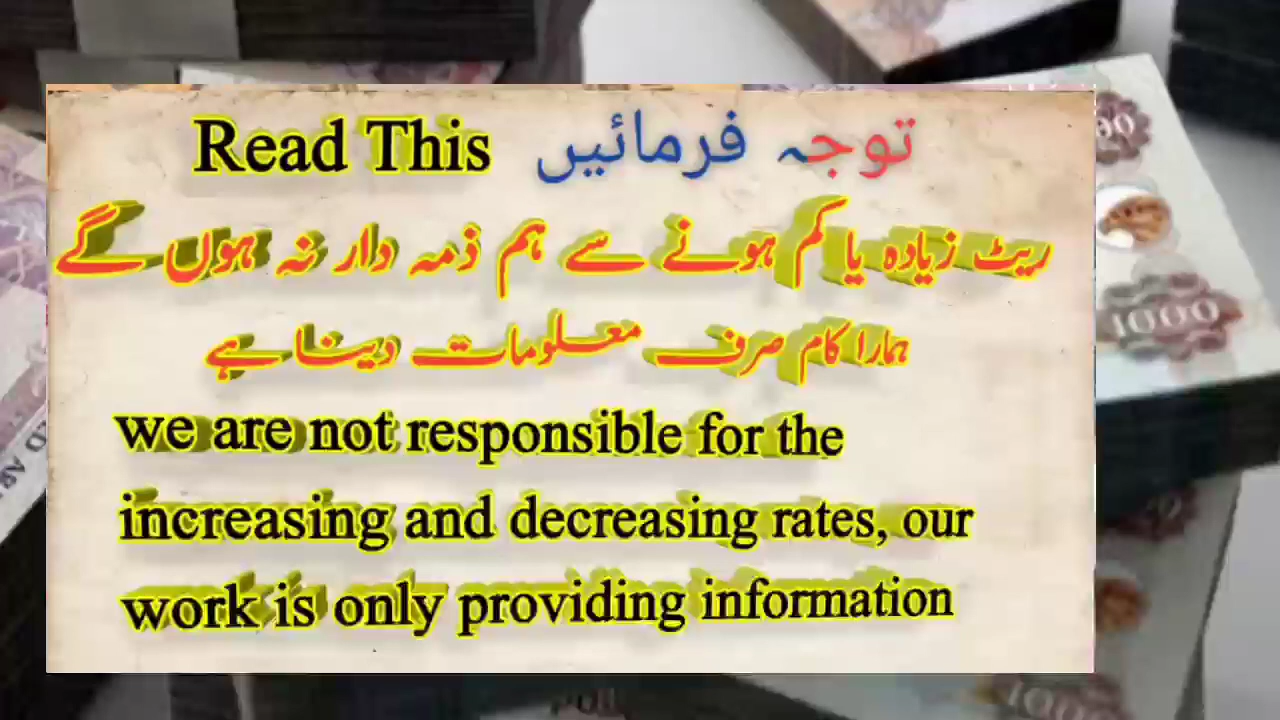 Read This توجہ فرمائیں
ریٹ زیادہ یا کم ہونے سے ہم ذمہ دار نہ ہوں گے
ہمارا کام صرف معلومات دینا ہے
we are not responsible for the
increasing and decreasing rates, our
work is only providing information
1000
1000